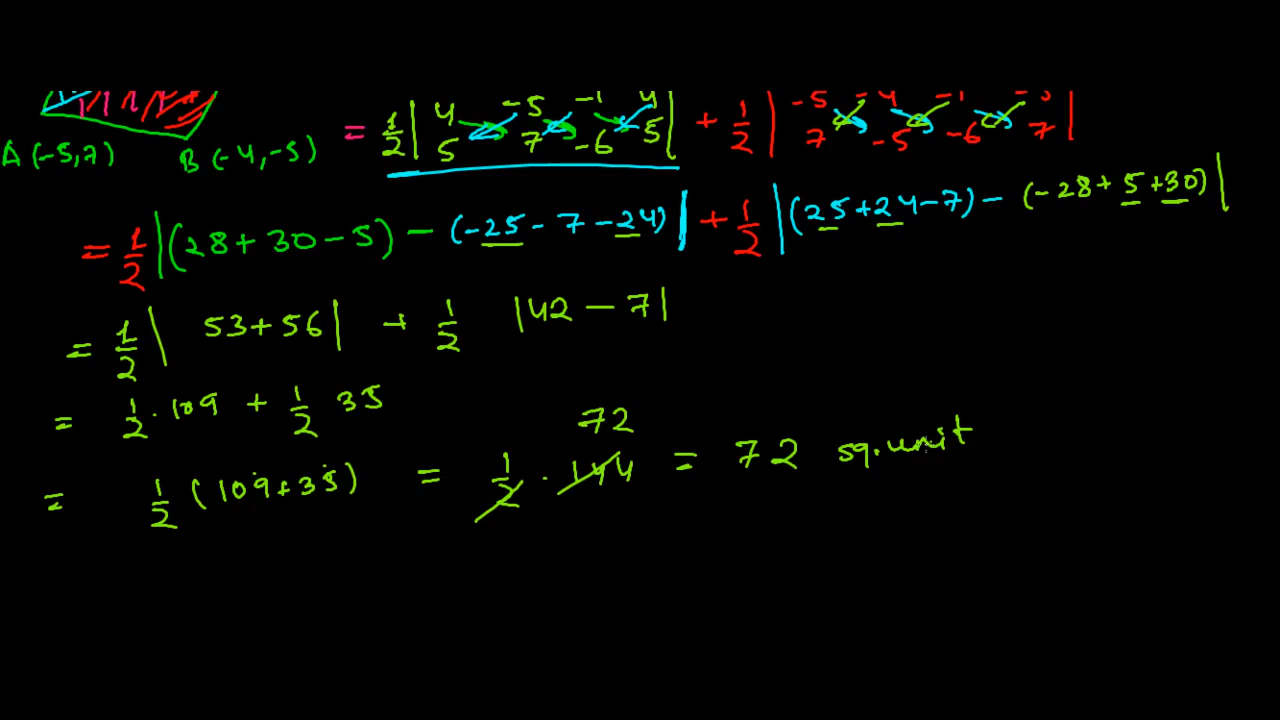 A (-5,7) B (-4,-5)
= 1/2 | 4 -5 -1 4 | + 1/2 | -5 -4 -1 -5 |
5 7 -6 5 7 -5 -6 7
= 1/2 |(28+30-5) - (-25-7-24)| + 1/2 |(25+24-7) - (-28+5+30)|
= 1/2 | 53+56| + 1/2 |42-7|
= 1/2 . 109 + 1/2 35
72
= 1/2 (109+35) = 1/2 . 144 = 72 sq.unit